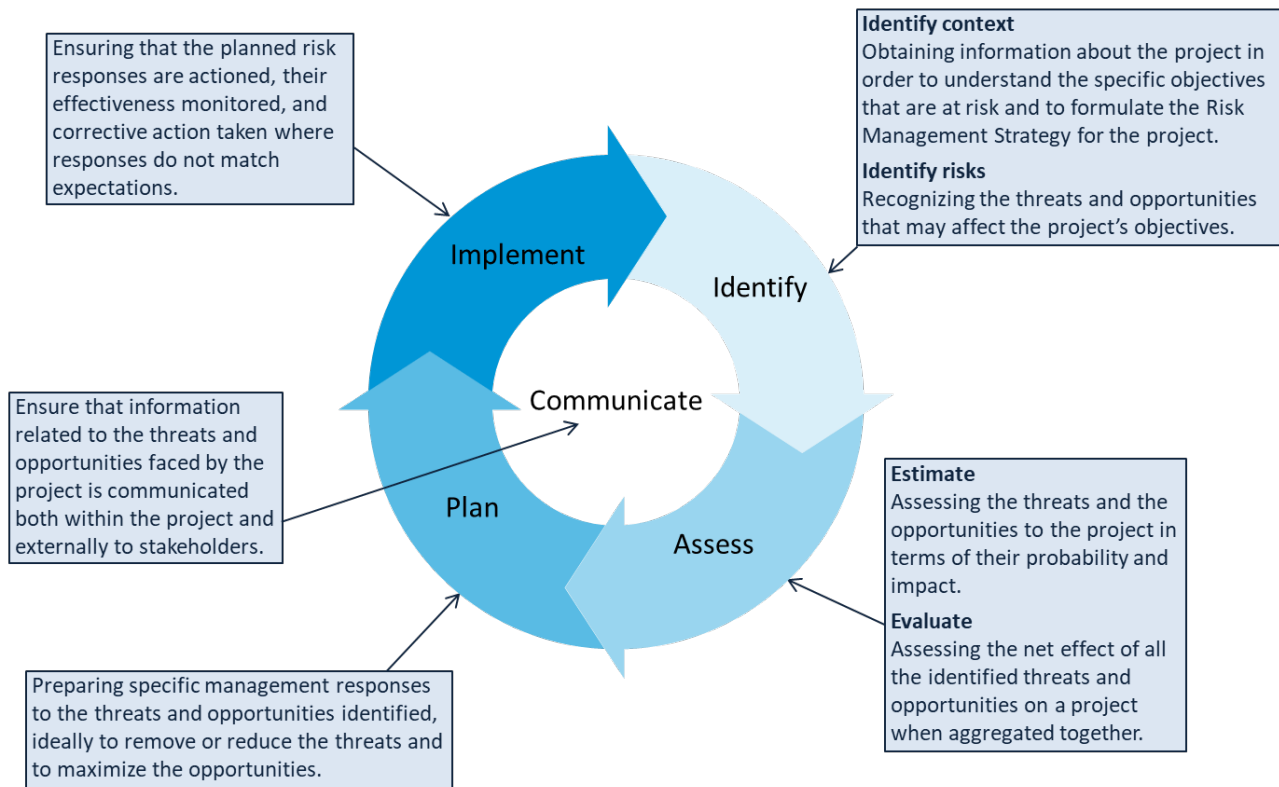 Ensuring that the planned risk
responses are actioned, their
effectiveness monitored, and
corrective action taken where
responses do not match
expectations.
Identify context
Obtaining information about the project in
order to understand the specific objectives
that are at risk and to formulate the Risk
Management Strategy for the project.
Identify risks
Recognizing the threats and opportunities
that may affect the project's objectives.
Implement
Identify
Communicate
Plan
Assess
Ensure that information
related to the threats and
opportunities faced by the
project is communicated
both within the project and
externally to stakeholders.
Estimate
Assessing the threats and the
opportunities to the project in
terms of their probability and
impact.
Evaluate
Assessing the net effect of all
the identified threats and
opportunities on a project
when aggregated together.
Preparing specific management responses
to the threats and opportunities identified,
ideally to remove or reduce the threats and
to maximize the opportunities.